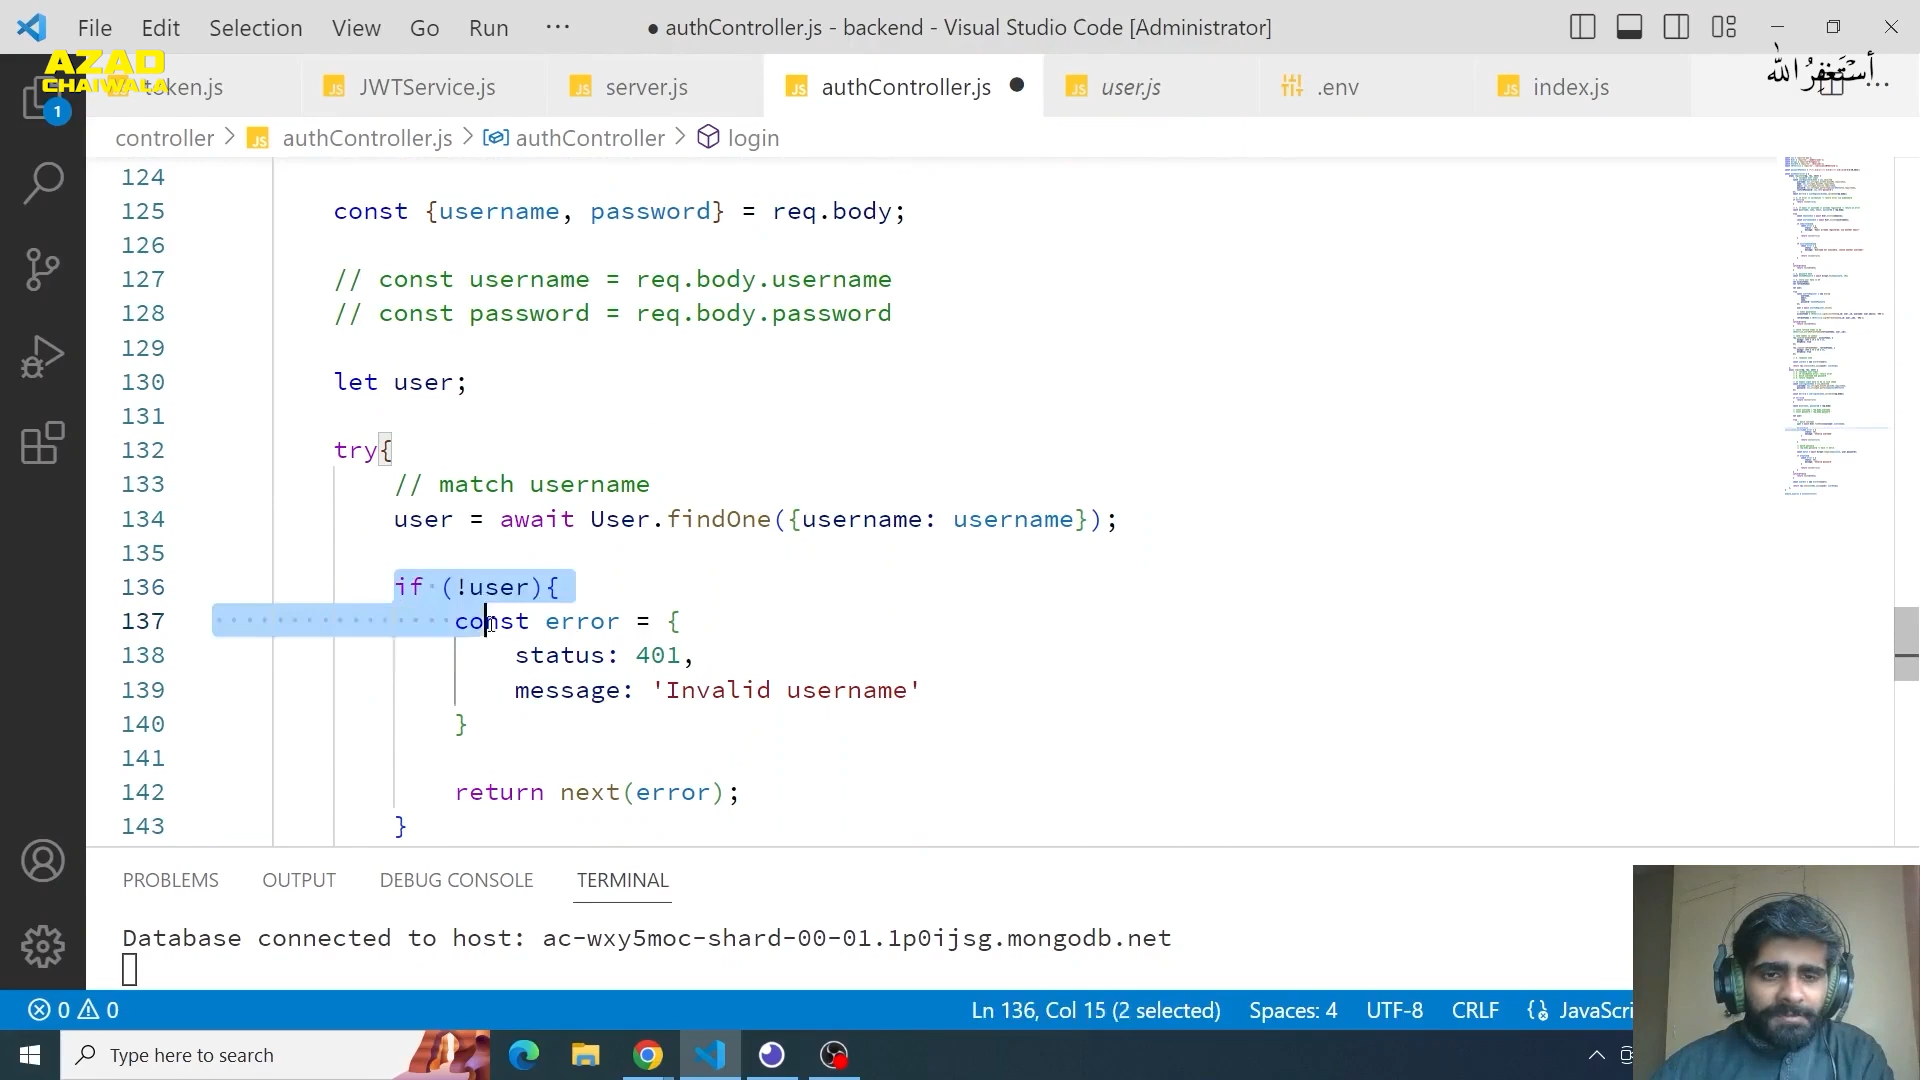 File Edit Selection View Go Run ··· ● authController.js - backend - Visual Studio Code [Administrator]
AZAD
CHAIWALA
أستغفر الله
token.js JWTService.js server.js authController.js user.js .env index.js
1
controller > authController.js > authController > login
124
125 const {username, password} = req.body;
126
127 // const username = req.body.username
128 // const password = req.body.password
129
130 let user;
131
132 try{
133 // match username
134 user = await User.findOne({username: username});
135
136 if (!user){
137 const error = {
138 status: 401,
139 message: 'Invalid username'
140 }
141
142 return next(error);
143 }
PROBLEMS OUTPUT DEBUG CONSOLE TERMINAL
Database connected to host: ac-wxy5moc-shard-00-01.1p0ijsg.mongodb.net
0 0 Ln 136, Col 15 (2 selected) Spaces: 4 UTF-8 CRLF JavaScri
Type here to search